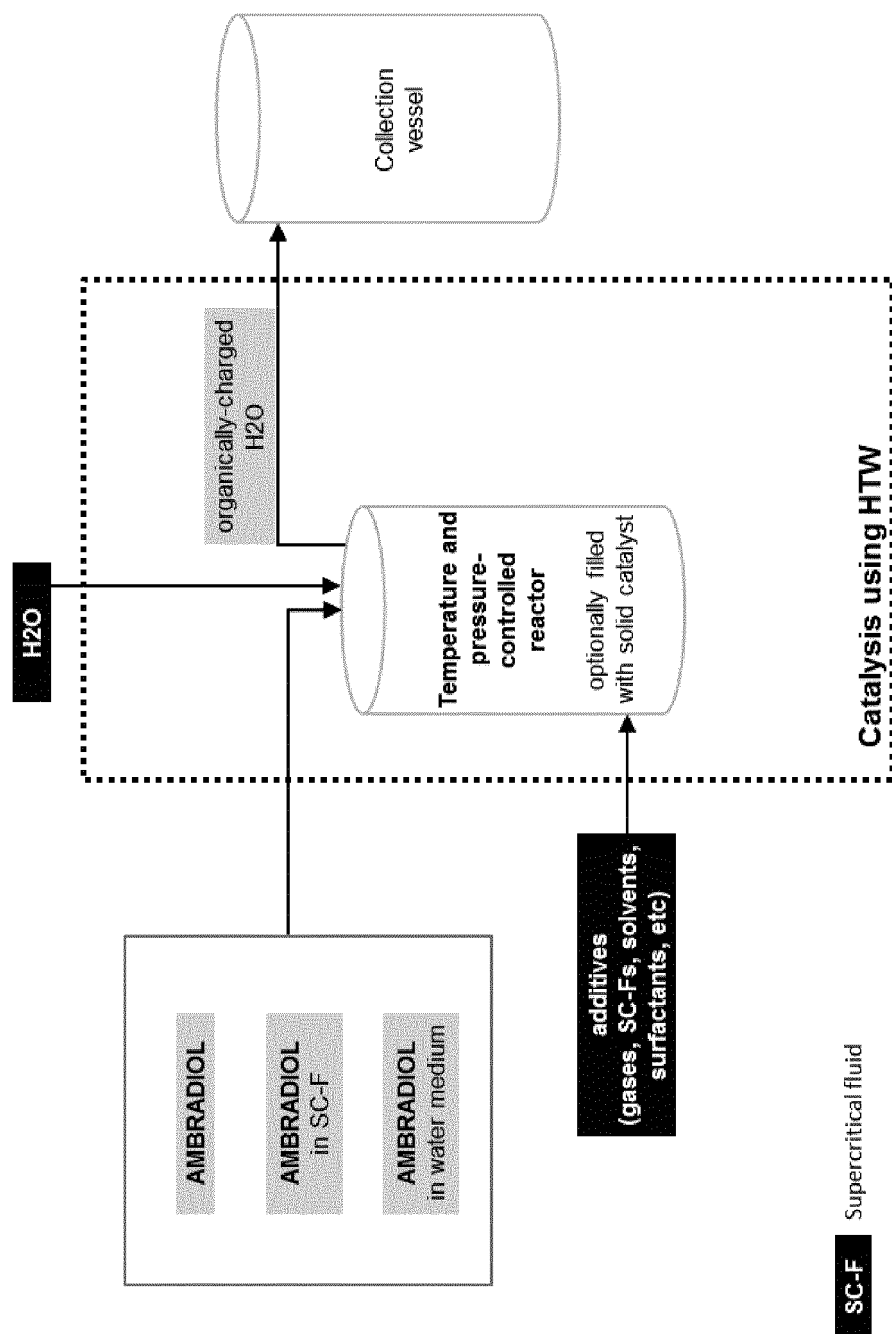 AMBRADIOL
AMBRADIOL
in SC-F
AMBRADIOL
in water medium
H2O
organically-charged
H2O
Collection
vessel
Temperature and
pressure-
controlled
reactor
optionally filled
with solid catalyst
additives
(gases, SC-Fs, solvents,
surfactants, etc)
Catalysis using HTW
SC-F Supercritical fluid